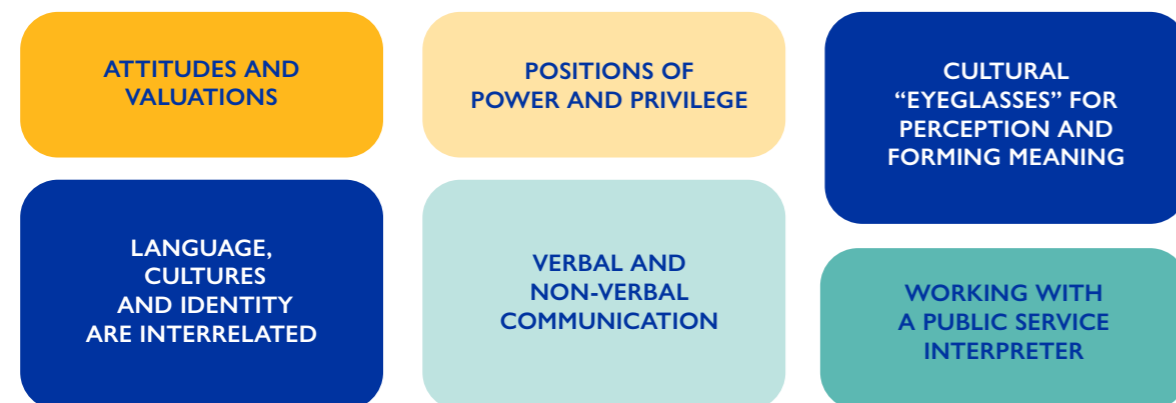 ATTITUDES AND
VALUATIONS
POSITIONS OF
POWER AND PRIVILEGE
CULTURAL
“EYEGLASSES” FOR
PERCEPTION AND
FORMING MEANING
LANGUAGE,
CULTURES
AND IDENTITY
ARE INTERRELATED
VERBAL AND
NON-VERBAL
COMMUNICATION
WORKING WITH
A PUBLIC SERVICE
INTERPRETER